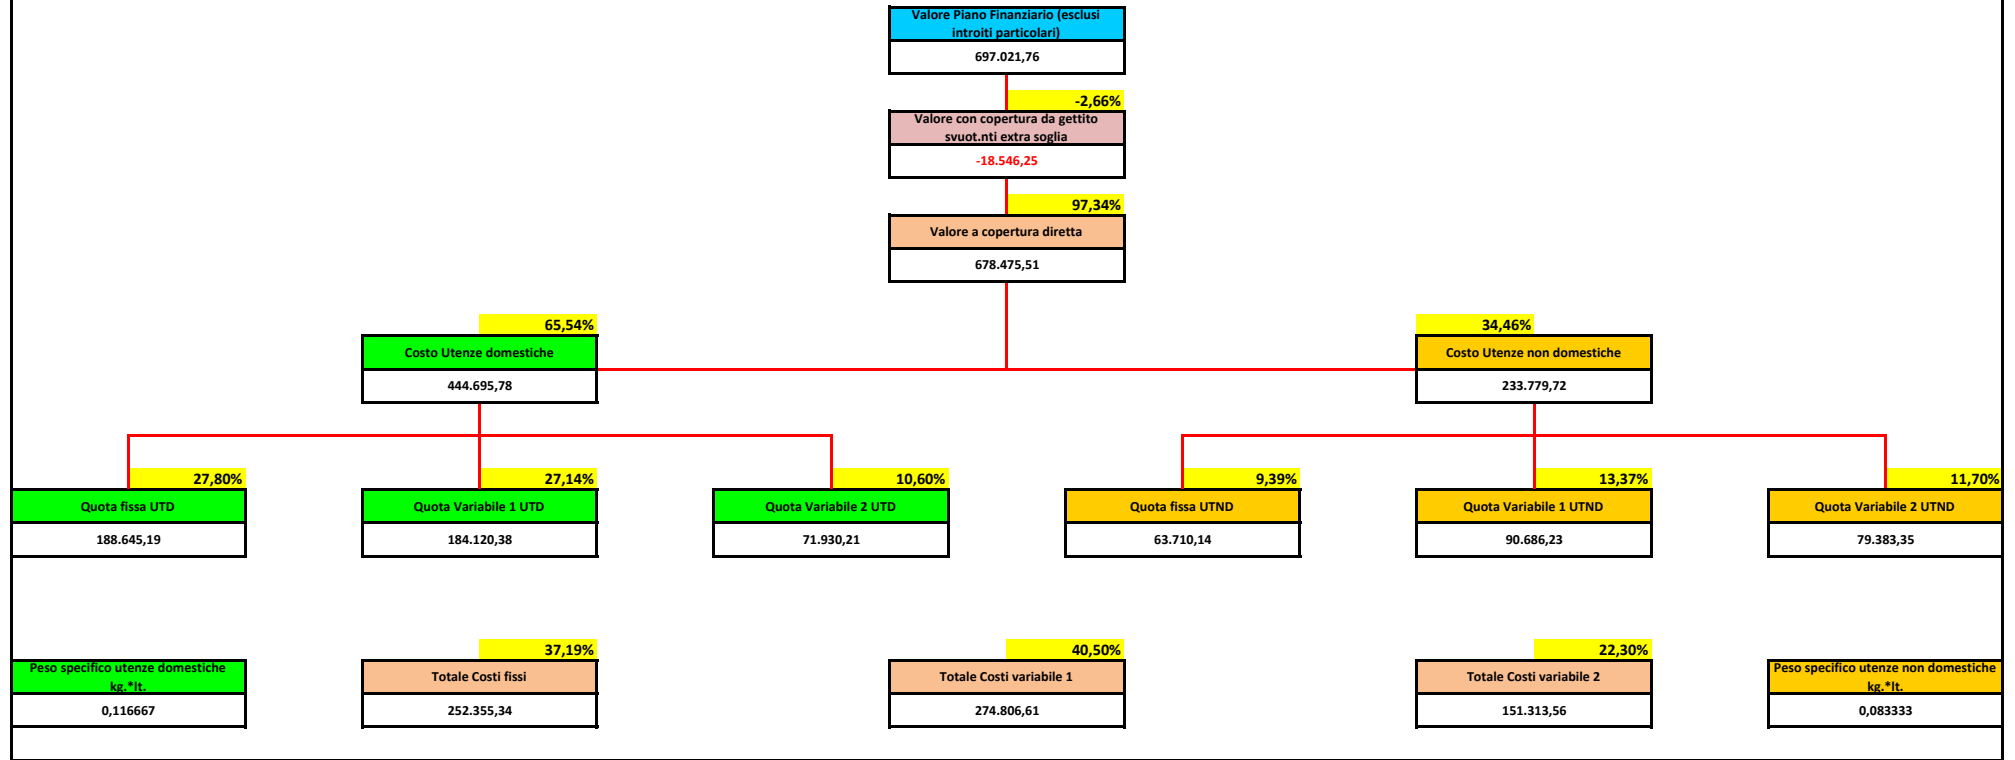 Valore Piano Finanziario (esclusi
introiti particolari)
697.021,76
-2,66%
Valore con copertura da gettito
svuot.nti extra soglia
-18.546,25
97,34%
Valore a copertura diretta
678.475,51
65,54%
34,46%
Costo Utenze domestiche
Costo Utenze non domestiche
444.695,78
233.779,72
27,80%
27,14%
10,60%
9,39%
13,37%
11,70%
Quota fissa UTD
Quota Variabile 1 UTD
Quota Variabile 2 UTD
Quota fissa UTND
Quota Variabile 1 UTND
Quota Variabile 2 UTND
188.645,19
184.120,38
71.930,21
63.710,14
90.686,23
79.383,35
37,19%
40,50%
22,30%
Peso specifico utenze domestiche
kg.*lt.
Totale Costi fissi
Totale Costi variabile 1
Totale Costi variabile 2
Peso specifico utenze non domestiche
kg.*lt.
0,116667
252.355,34
274.806,61
151.313,56
0,083333